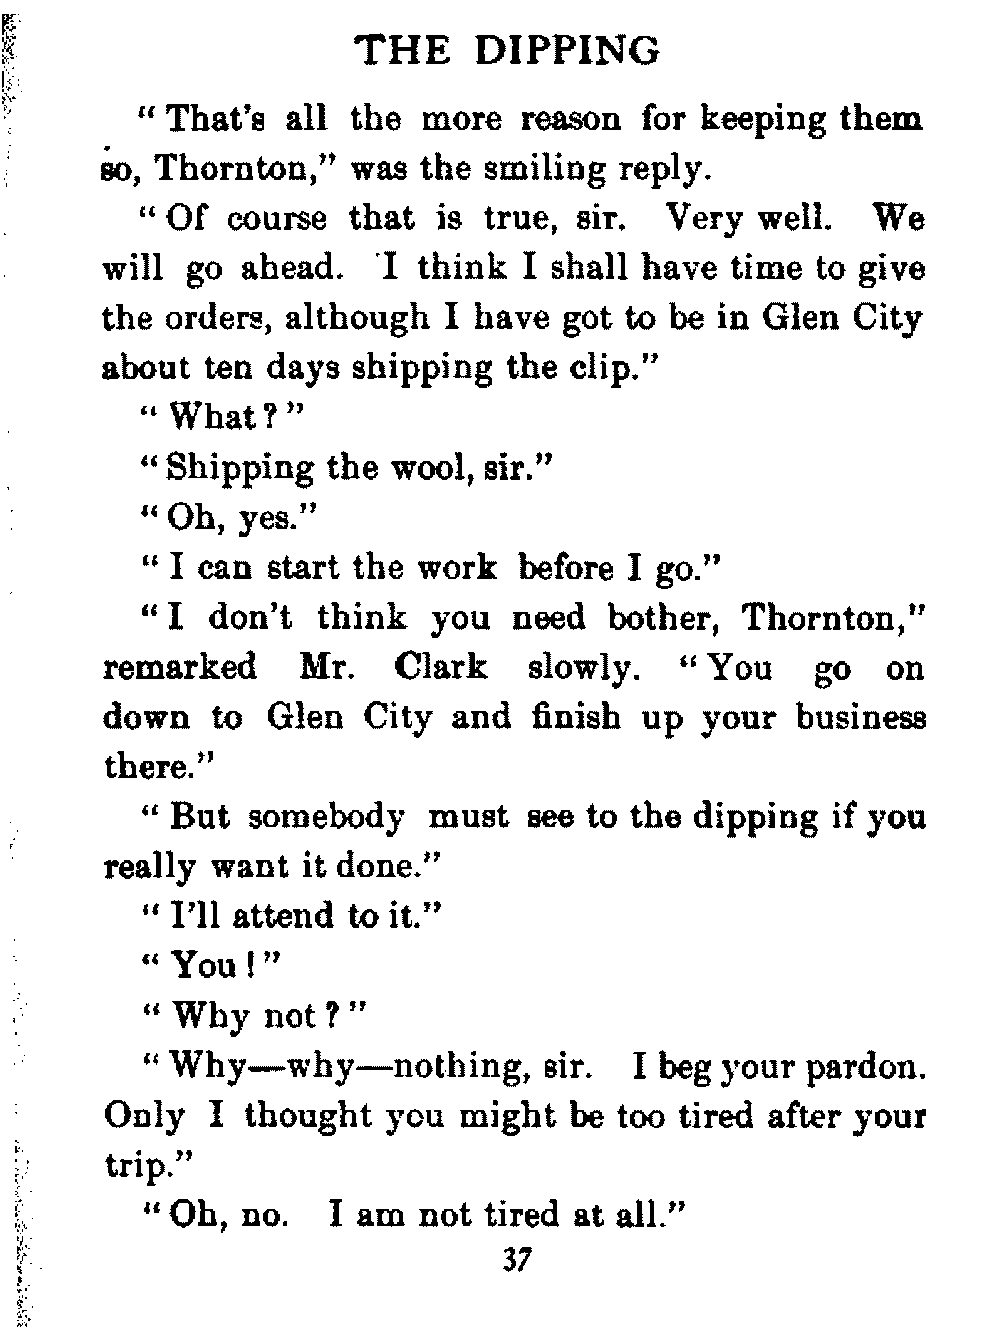 THE DIPPING
“That's all the more reason for keeping them
so, Thornton,” was the smiling reply.
“Of course that is true, sir. Very well. We
will go ahead. I think I shall have time to give
the orders, although I have got to be in Glen City
about ten days shipping the clip.”
“What?”
“Shipping the wool, sir.”
“Oh, yes.”
“I can start the work before I go.”
“I don't think you need bother, Thornton,”
remarked Mr. Clark slowly. “You go on
down to Glen City and finish up your business
there.”
“But somebody must see to the dipping if you
really want it done.”
“I'll attend to it.”
“You!”
“Why not?”
“Why—why—nothing, sir. I beg your pardon.
Only I thought you might be too tired after your
trip.”
“Oh, no. I am not tired at all.”
37